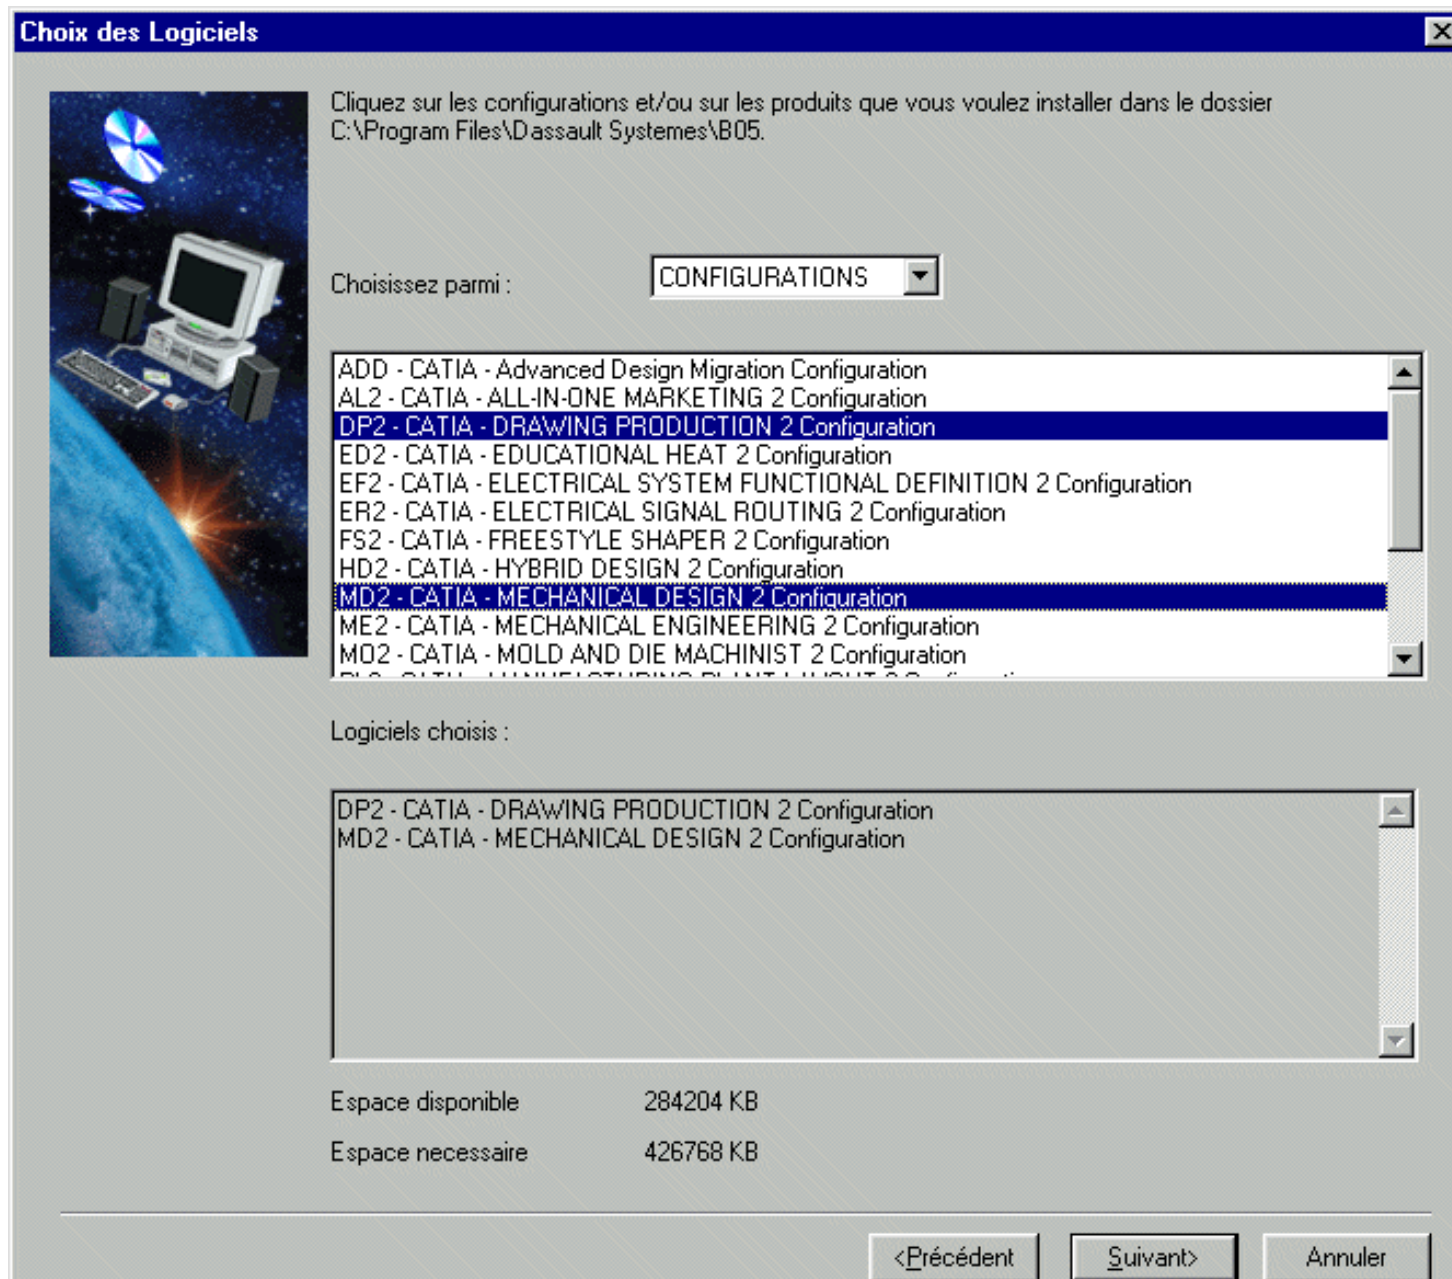 Choix des Logiciels
Cliquez sur les configurations et/ou sur les produits que vous voulez installer dans le dossier
C:\Program Files\Dassault Systemes\B05.
Choisissez parmi :
CONFIGURATIONS
ADD - CATIA - Advanced Design Migration Configuration
AL2 - CATIA - ALL-IN-ONE MARKETING 2 Configuration
DP2 - CATIA - DRAWING PRODUCTION 2 Configuration
ED2 - CATIA - EDUCATIONAL HEAT 2 Configuration
EF2 - CATIA - ELECTRICAL SYSTEM FUNCTIONAL DEFINITION 2 Configuration
ER2 - CATIA - ELECTRICAL SIGNAL ROUTING 2 Configuration
FS2 - CATIA - FREESTYLE SHAPER 2 Configuration
HD2 - CATIA - HYBRID DESIGN 2 Configuration
MD2 - CATIA - MECHANICAL DESIGN 2 Configuration
ME2 - CATIA - MECHANICAL ENGINEERING 2 Configuration
MO2 - CATIA - MOLD AND DIE MACHINIST 2 Configuration
Logiciels choisis :
DP2 - CATIA - DRAWING PRODUCTION 2 Configuration
MD2 - CATIA - MECHANICAL DESIGN 2 Configuration
Espace disponible 284204 KB
Espace necessaire 426768 KB
<Précédent Suivant> Annuler